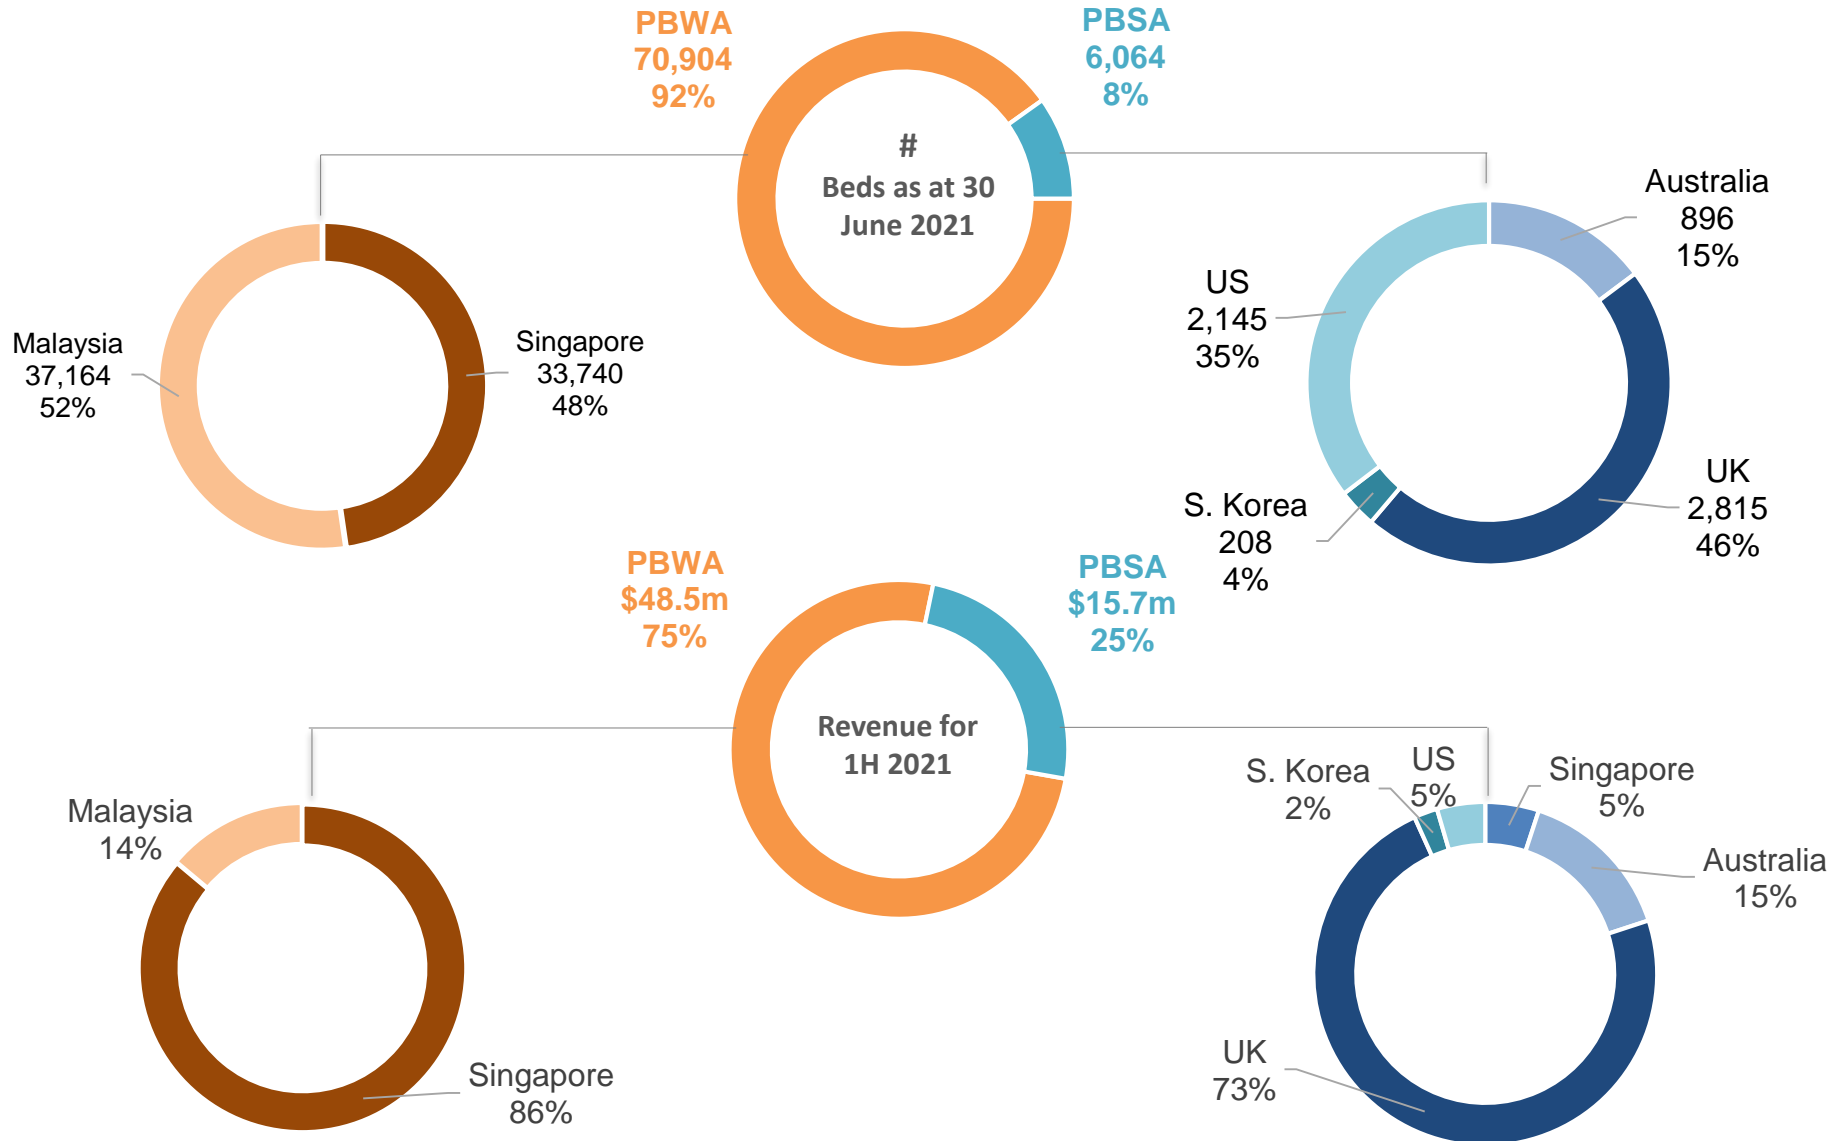 PBWA
70,904
92%
PBSA
6,064
8%
#
Beds as at 30
June 2021
Malaysia
37,164
52%
Singapore
33,740
48%
Australia
896
15%
US
2,145
35%
UK
2,815
46%
S. Korea
208
4%
PBWA
$48.5m
75%
PBSA
$15.7m
25%
Revenue for
1H 2021
Malaysia
14%
Singapore
86%
S. Korea
2%
US
5%
Singapore
5%
Australia
15%
UK
73%